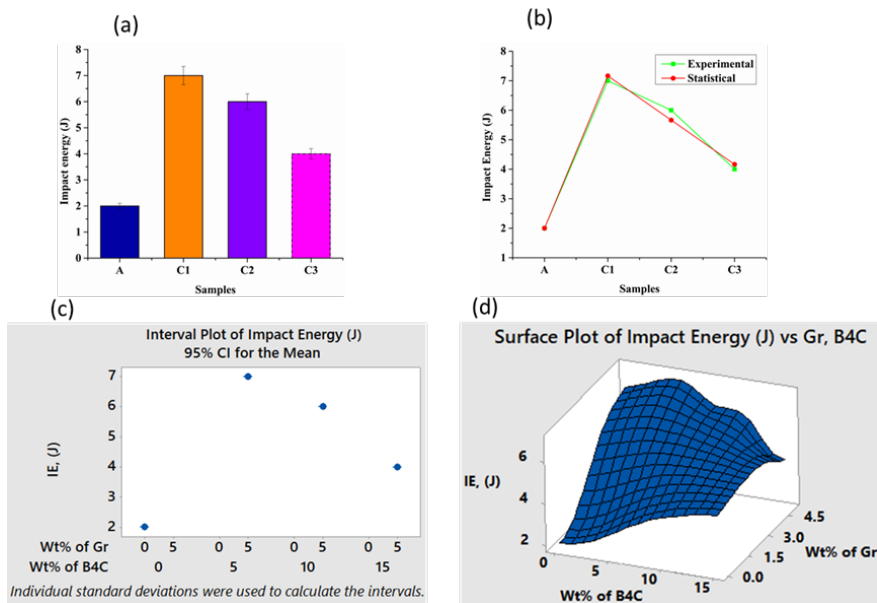 (a)
8
7
6
5
4
3
2
1
0
Impact energy (J)
A C1 C2 C3
Samples
(b)
8
7
6
5
4
3
2
1
Impact Energy (J)
Experimental
Statistical
A C1 C2 C3
Samples
(c)
Interval Plot of Impact Energy (J)
95% CI for the Mean
7
6
5
4
3
2
IE, (J)
Wt% of Gr 0 5 0 5 0 5 0 5
Wt% of B4C 0 5 10 15
Individual standard deviations were used to calculate the intervals.
(d)
Surface Plot of Impact Energy (J) vs Gr, B4C
6
4
2
IE, (J)
0 5 10 15
Wt% of B4C
0.0 1.5 3.0 4.5
Wt% of Gr